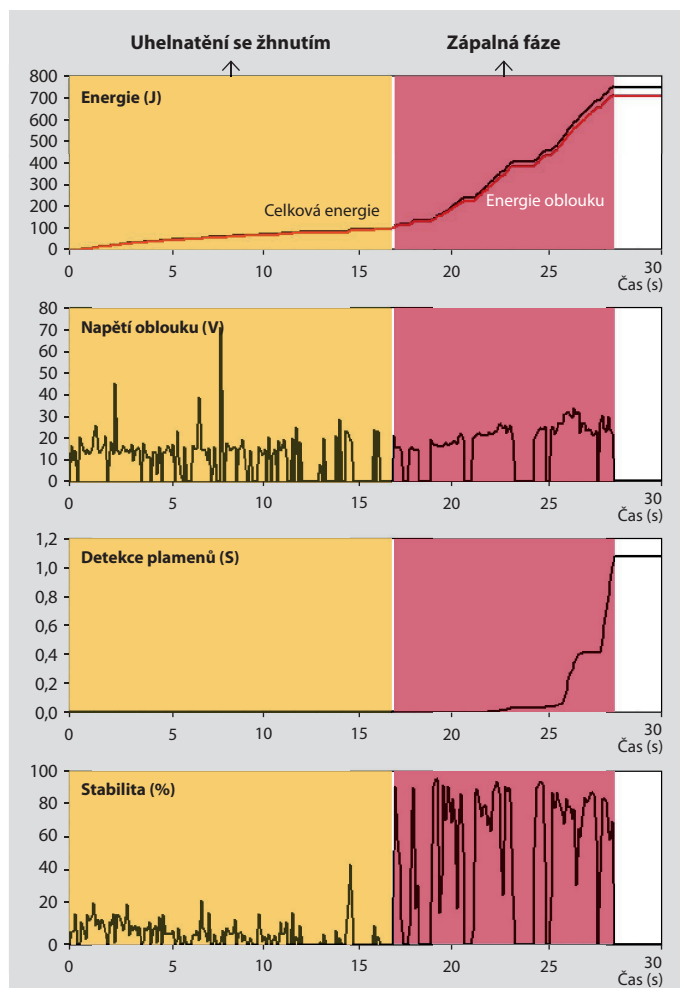 Uhelnatění se žhnutím
Zápalná fáze
800
700
600
500
400
300
200
100
0
Energie (J)
Celková energie
Energie oblouku
0 5 10 15 20 25 30
Čas (s)
80
70
60
50
40
30
20
10
0
Napětí oblouku (V)
0 5 10 15 20 25 30
Čas (s)
1,2
1,0
0,8
0,6
0,4
0,2
0,0
Detekce plamenů (S)
0 5 10 15 20 25 30
Čas (s)
100
80
60
40
20
0
Stabilita (%)
0 5 10 15 20 25 30
Čas (s)